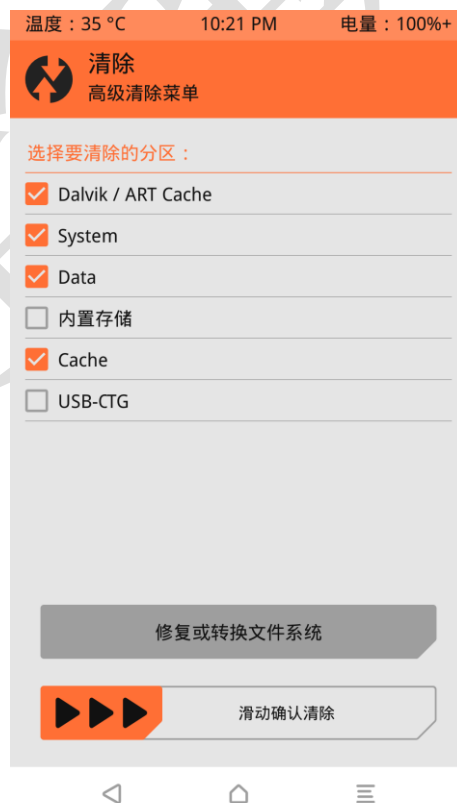 温度：35 °C 10:21 PM 电量：100%+
清除
高级清除菜单
选择要清除的分区：
Dalvik / ART Cache
System
Data
内置存储
Cache
USB-CTG
修复或转换文件系统
滑动确认清除